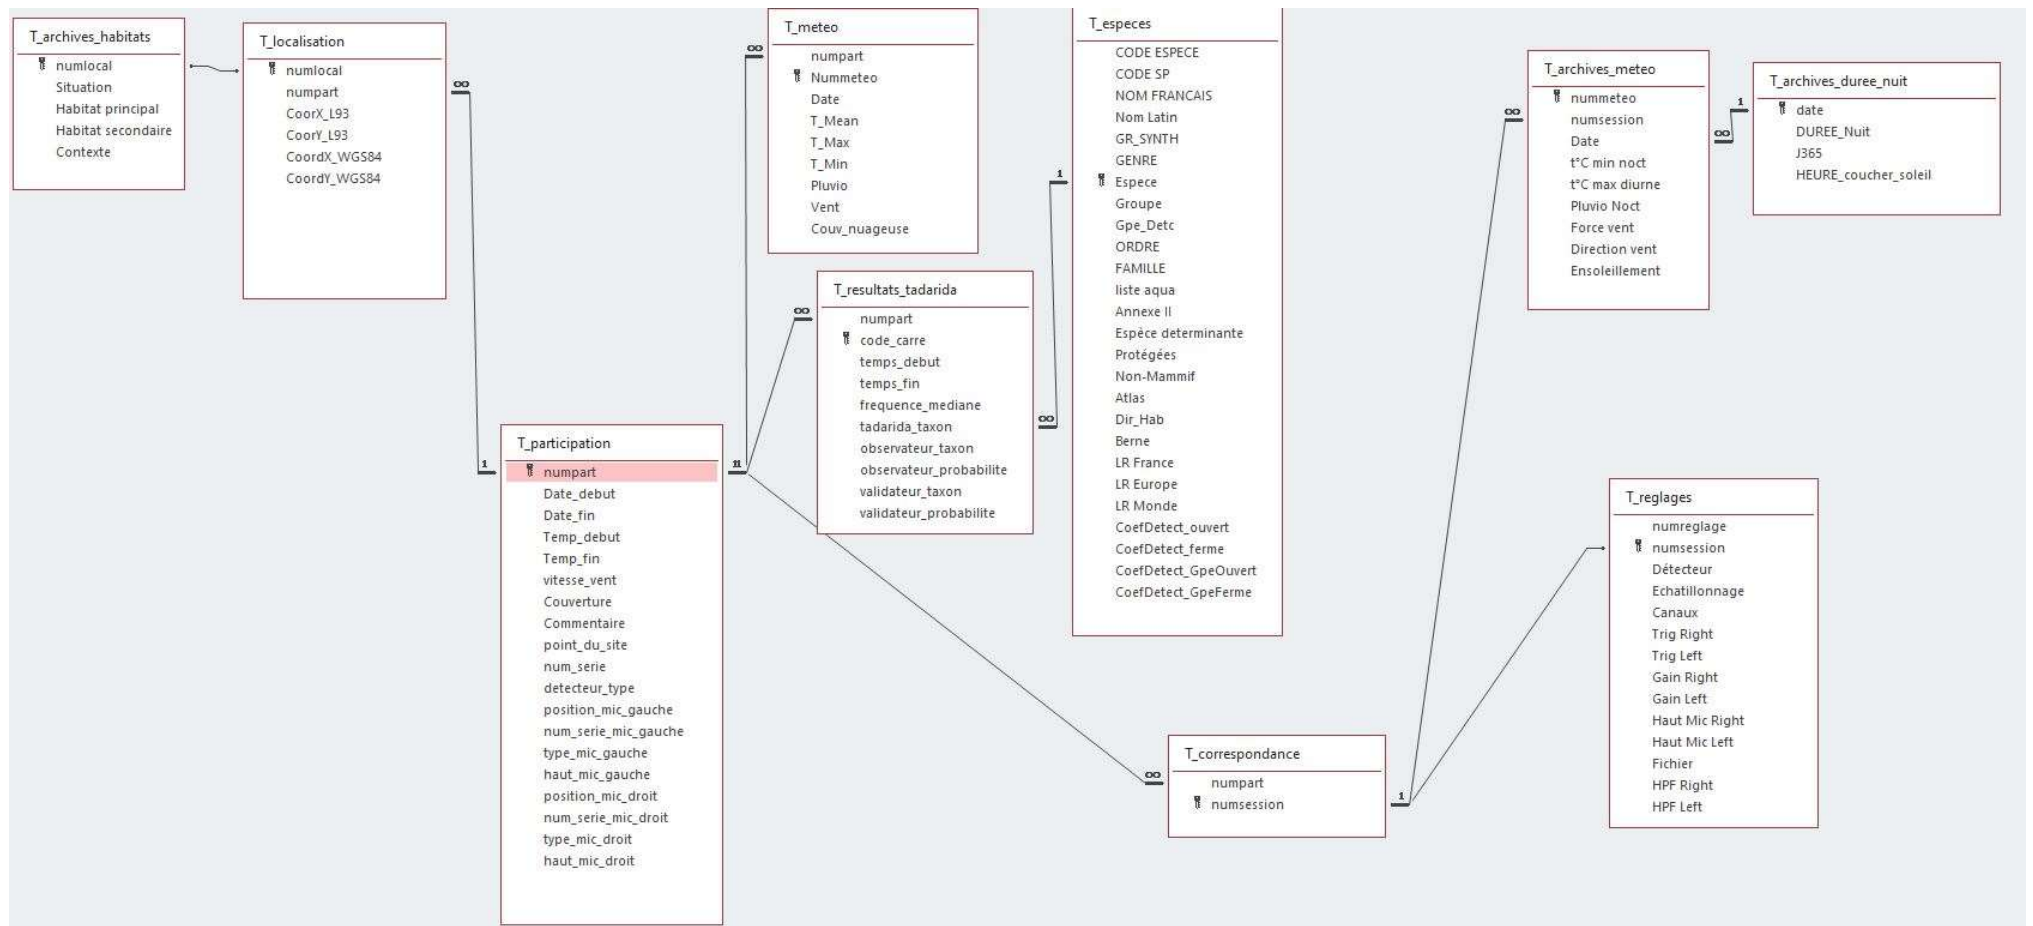 T_archives_habitats
numlocal
Situation
Habitat principal
Habitat secondaire
Contexte
T_localisation
numlocal
numpart
CoorX_L93
CoorY_L93
CoordX_WGS84
CoordY_WGS84
∞
1
T_meteo
numpart
Nummeteo
Date
T_Mean
T_Max
T_Min
Pluvio
Vent
Couv_nuageuse
∞
T_resultats_tadarida
numpart
code_carre
temps_debut
temps_fin
frequence_mediane
tadarida_taxon
observateur_taxon
observateur_probabilite
validateur_taxon
validateur_probabilite
∞
∞
1
T_especes
CODE ESPECE
CODE SP
NOM FRANCAIS
Nom Latin
GR_SYNTH
GENRE
Espece
Groupe
Gpe_Detc
ORDRE
FAMILLE
liste aqua
Annexe II
Espèce determinante
Protégées
Non-Mammif
Atlas
Dir_Hab
Berne
LR France
LR Europe
LR Monde
CoefDetect_ouvert
CoefDetect_ferme
CoefDetect_GpeOuvert
CoefDetect_GpeFerme
T_archives_meteo
nummeteo
numsession
Date
t°C min noct
t°C max diurne
Pluvio Noct
Force vent
Direction vent
Ensoleillement
∞
∞
1
T_archives_duree_nuit
date
DUREE_Nuit
J365
HEURE_coucher_soleil
T_participation
numpart
Date_debut
Date_fin
Temp_debut
Temp_fin
vitesse_vent
Couverture
Commentaire
point_du_site
num_serie
detecteur_type
position_mic_gauche
num_serie_mic_gauche
type_mic_gauche
haut_mic_gauche
position_mic_droit
num_serie_mic_droit
type_mic_droit
haut_mic_droit
11
T_correspondance
numpart
numsession
∞
1
T_reglages
numreglage
numsession
Détecteur
Echatillonnage
Canaux
Trig Right
Trig Left
Gain Right
Gain Left
Haut Mic Right
Haut Mic Left
Fichier
HPF Right
HPF Left